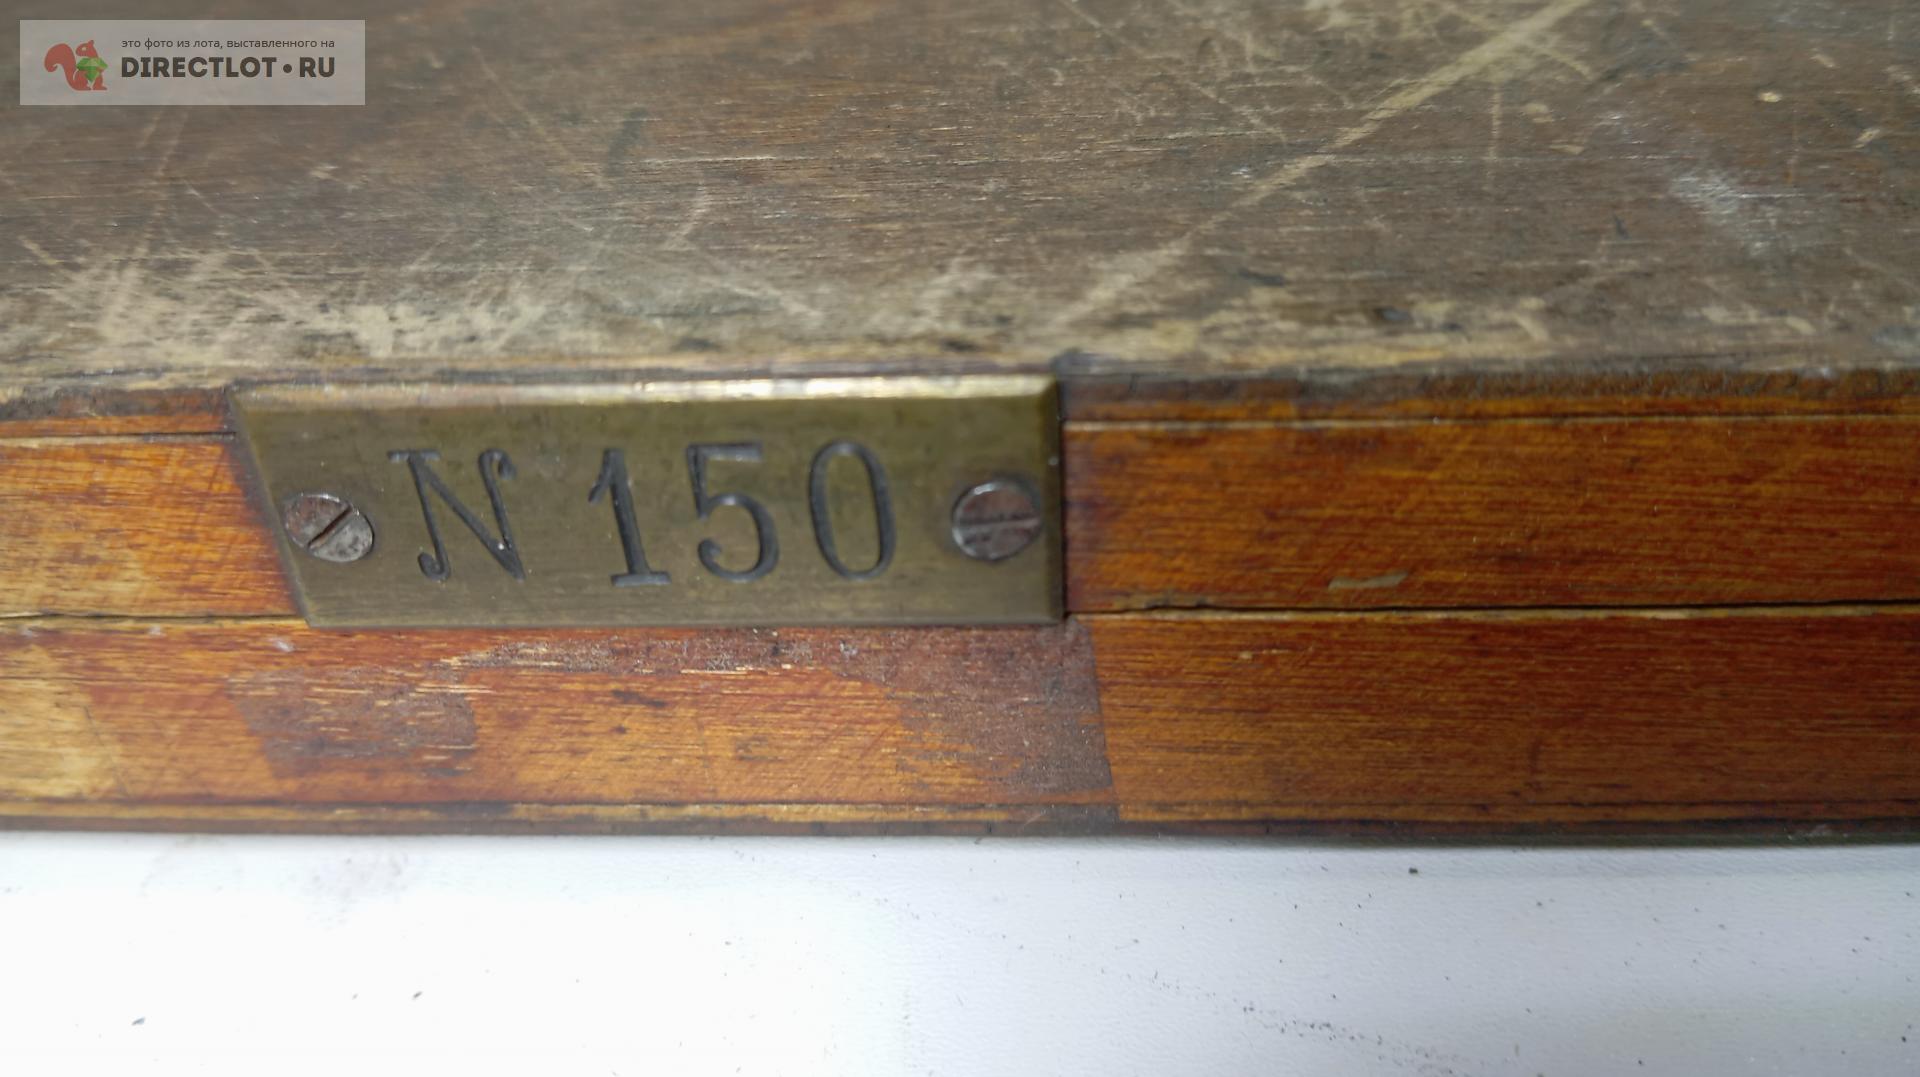 это фото из лота, выставленного на
DIRECTLOT•RU
N 150